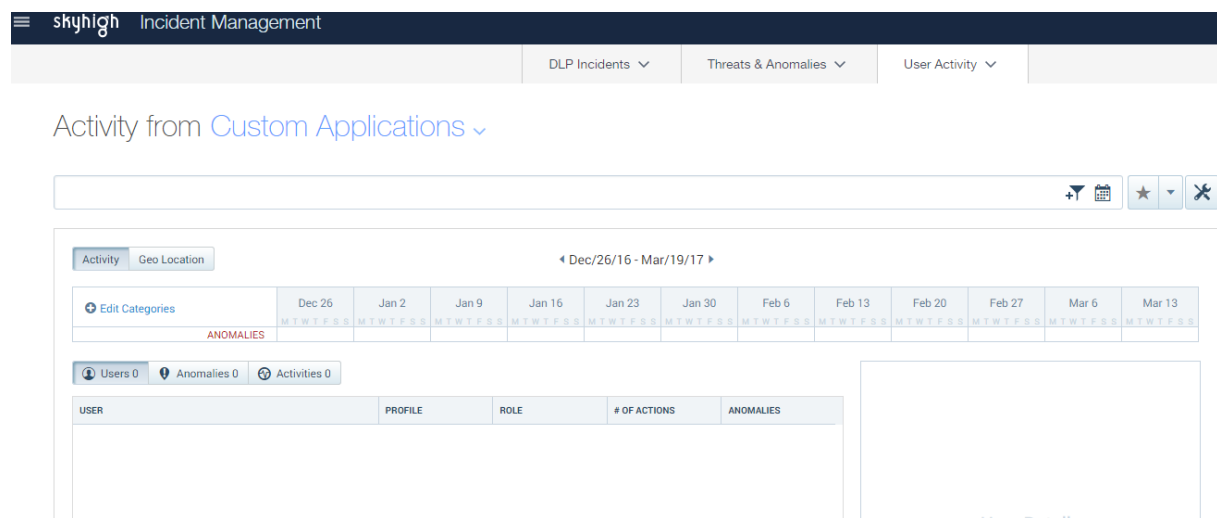 skyhigh Incident Management
DLP Incidents Threats & Anomalies User Activity
Activity from Custom Applications
Activity Geo Location Dec/26/16 - Mar/19/17
Edit Categories Dec 26 Jan 2 Jan 9 Jan 16 Jan 23 Jan 30 Feb 6 Feb 13 Feb 20 Feb 27 Mar 6 Mar 13
M T W T F S S M T W T F S S M T W T F S S M T W T F S S M T W T F S S M T W T F S S M T W T F S S M T W T F S S M T W T F S S M T W T F S S M T W T F S S M T W T F S S
ANOMALIES
Users 0 Anomalies 0 Activities 0
USER PROFILE ROLE # OF ACTIONS ANOMALIES